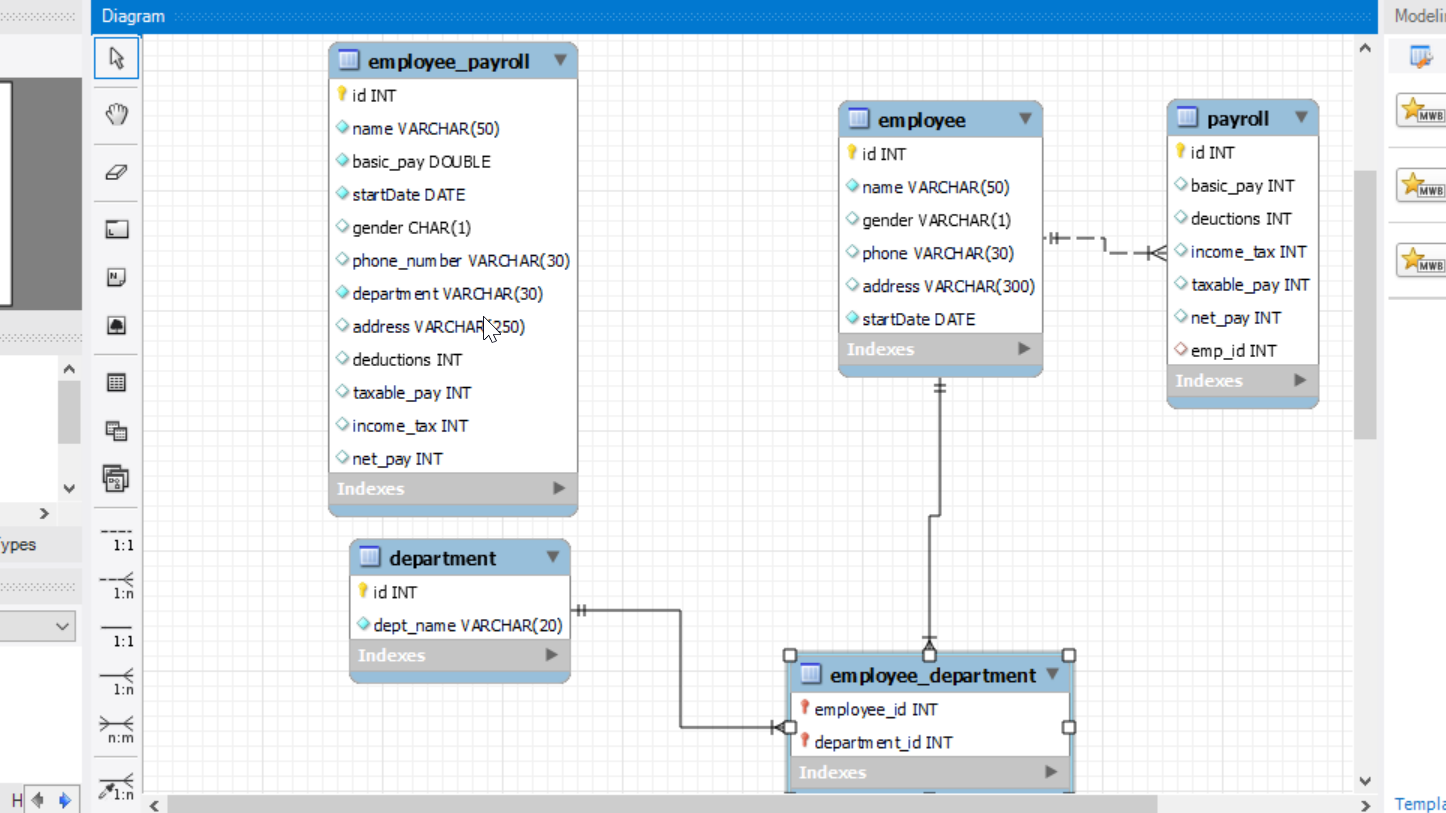 Diagram
Modelin
employee_payroll
id INT
name VARCHAR(50)
basic_pay DOUBLE
startDate DATE
gender CHAR(1)
phone_number VARCHAR(30)
department VARCHAR(30)
address VARCHAR(250)
deductions INT
taxable_pay INT
income_tax INT
net_pay INT
Indexes
employee
id INT
name VARCHAR(50)
gender VARCHAR(1)
phone VARCHAR(30)
address VARCHAR(300)
startDate DATE
Indexes
payroll
id INT
basic_pay INT
deuctions INT
income_tax INT
taxable_pay INT
net_pay INT
emp_id INT
Indexes
department
id INT
dept_name VARCHAR(20)
Indexes
employee_department
employee_id INT
department_id INT
Indexes
1:1
1:n
1:1
1:n
n:m
1:n
ypes
H
MWB
MWB
MWB
Templa